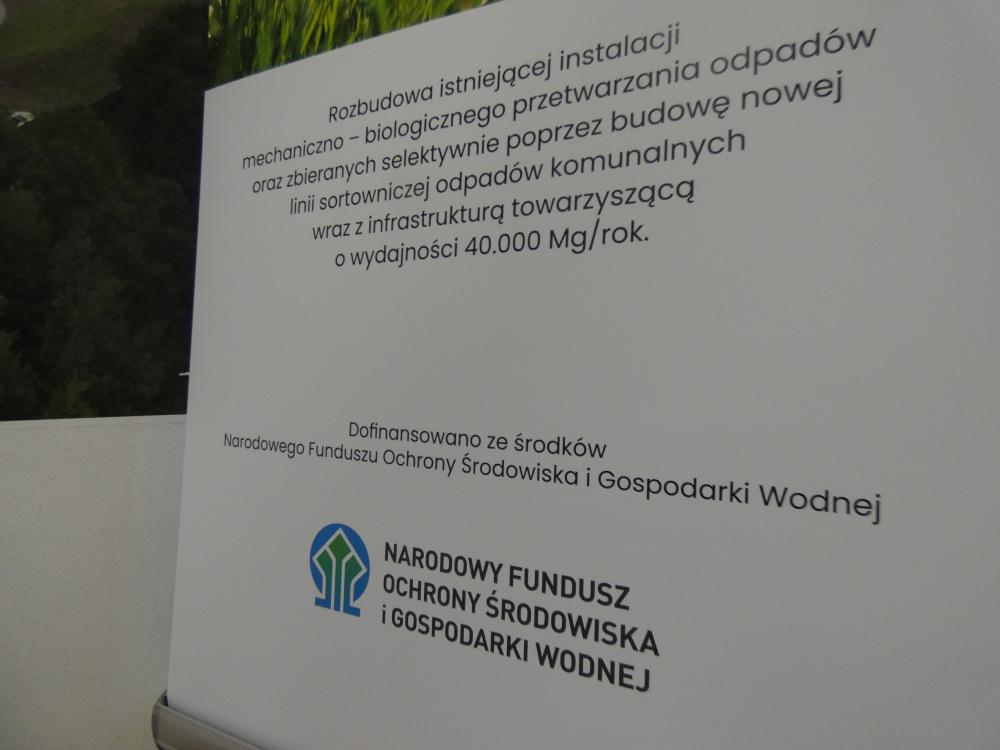 Rozbudowa istniejącej instalacji
mechaniczno – biologicznego przetwarzania odpadów
oraz zbieranych selektywnie poprzez budowę nowej
linii sortowniczej odpadów komunalnych
wraz z infrastrukturą towarzyszącą
o wydajności 40.000 Mg/rok.
Dofinansowano ze środków
Narodowego Funduszu Ochrony Środowiska i Gospodarki Wodnej
NARODOWY FUNDUSZ
OCHRONY ŚRODOWISKA
i GOSPODARKI WODNEJ